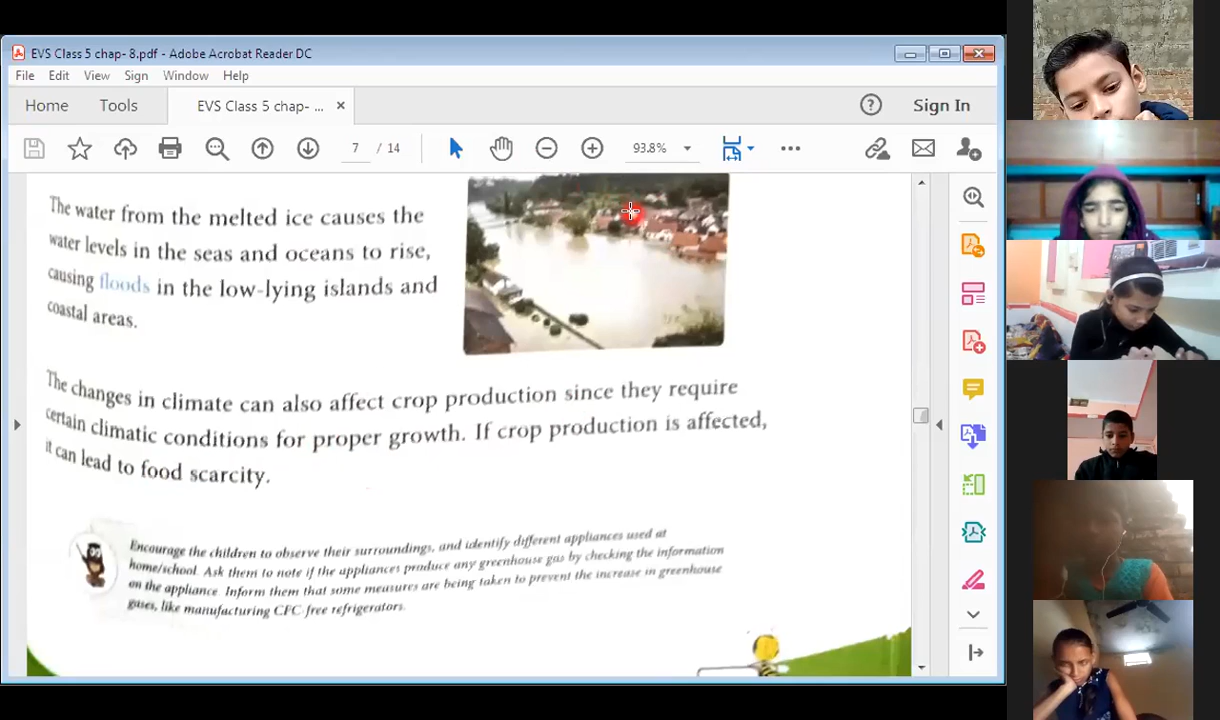 EVS Class 5 chap- 8.pdf - Adobe Acrobat Reader DC
File Edit View Sign Window Help
Home Tools EVS Class 5 chap- ... × Sign In
7 / 14 93.8%
The water from the melted ice causes the
water levels in the seas and oceans to rise,
causing floods in the low-lying islands and
coastal areas.
The changes in climate can also affect crop production since they require
certain climatic conditions for proper growth. If crop production is affected,
it can lead to food scarcity.
Encourage the children to observe their surroundings, and identify different appliances used at
home/school. Ask them to note if the appliances produce any greenhouse gas by checking the information
on the appliance. Inform them that some measures are being taken to prevent the increase in greenhouse
gases, like manufacturing CFC free refrigerators.